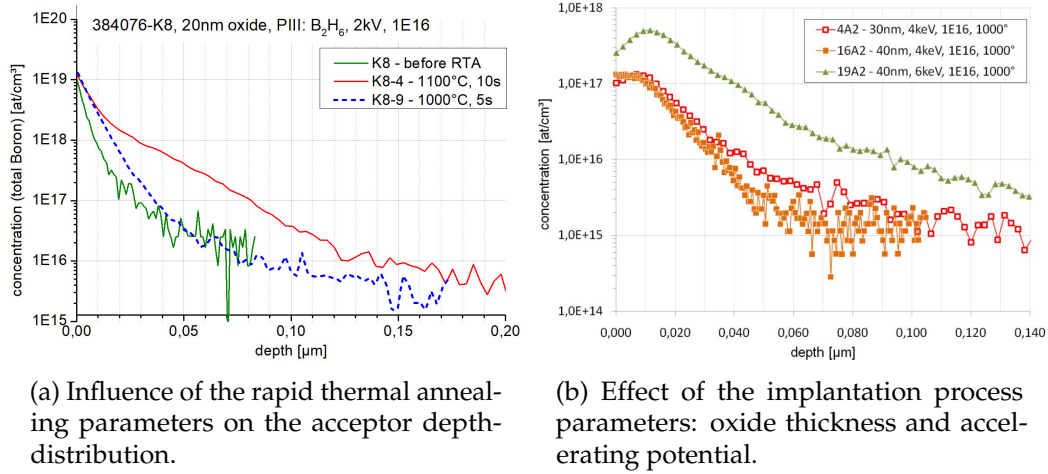 384076-K8, 20nm oxide, PIII: B₂H₆, 2kV, 1E16
K8 - before RTA
K8-4 - 1100°C, 10s
K8-9 - 1000°C, 5s
concentration (total Boron)) [at/cm³]
1E20
1E19
1E18
1E17
1E16
1E15
0,00 0,05 0,10 0,15 0,20
depth [µm]
4A2 - 30nm, 4keV, 1E16, 1000°
16A2 - 40nm, 4keV, 1E16, 1000°
19A2 - 40nm, 6keV, 1E16, 1000°
concentration [at/cm³]
1,0E+18
1,0E+17
1,0E+16
1,0E+15
1,0E+14
0,000 0,020 0,040 0,060 0,080 0,100 0,120 0,140
depth [µm]
(a) Influence of the rapid thermal anneal-
ing parameters on the acceptor depth-
distribution.
(b) Effect of the implantation process
parameters: oxide thickness and accel-
erating potential.